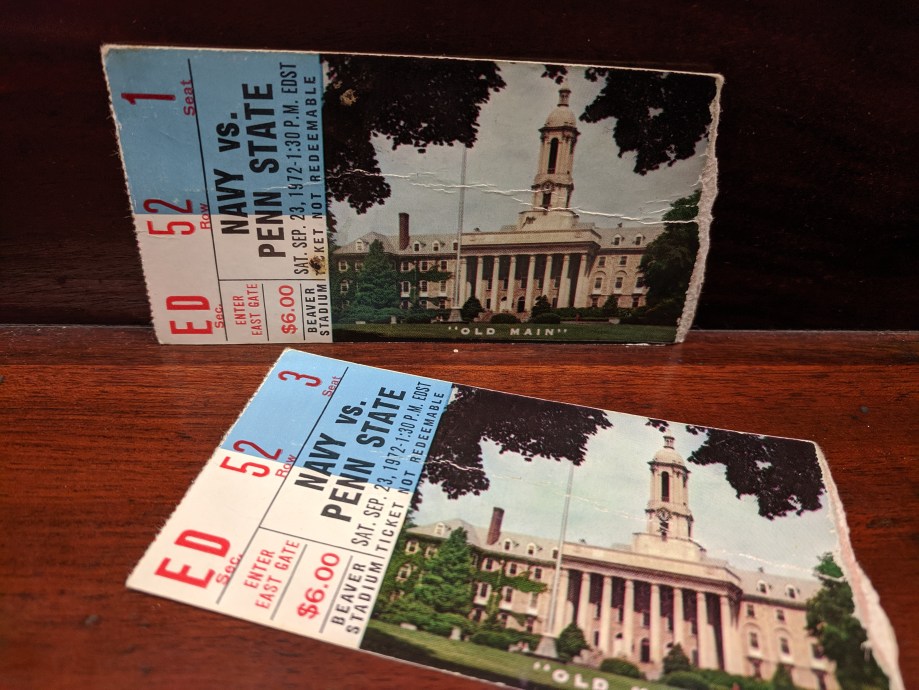 1 Seat
52 Row
ED Sec.
NAVY vs.
PENN STATE
SAT. SEP. 23, 1972-1:30 P.M. EDST
TICKET NOT REDEEMABLE
ENTER
EAST GATE
$6.00
BEAVER
STADIUM
"OLD MAIN"
3 Seat
52 Row
ED Sec.
NAVY vs.
PENN STATE
SAT. SEP. 23, 1972-1:30 P.M. EDST
TICKET NOT REDEEMABLE
ENTER
EAST GATE
$6.00
BEAVER
STADIUM
"OLD